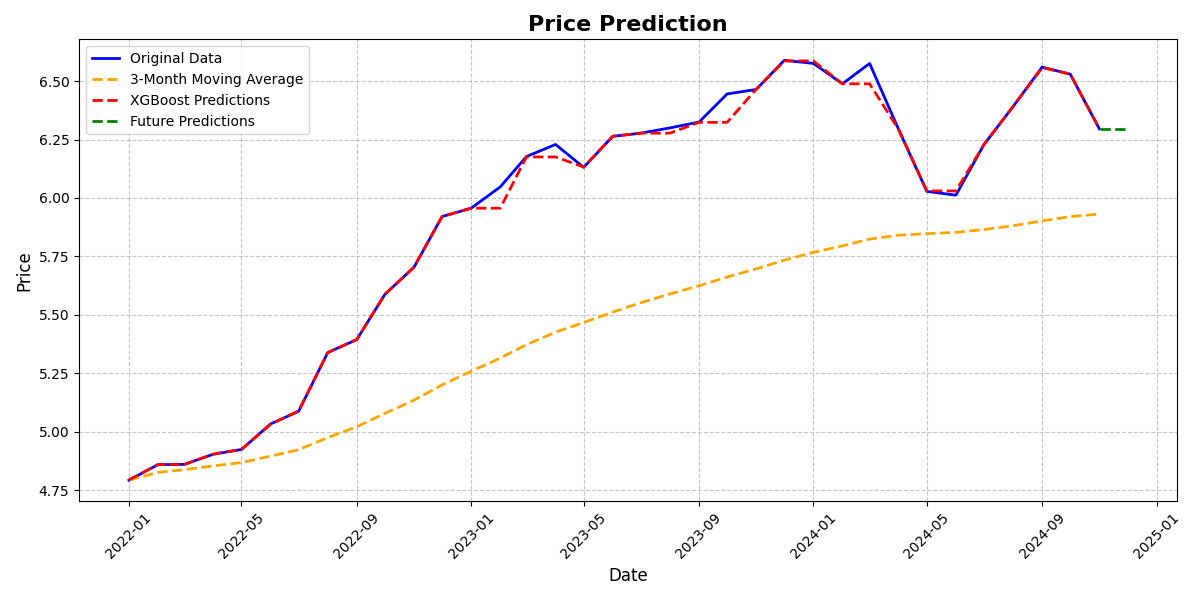 Price Prediction
Original Data
3-Month Moving Average
XGBoost Predictions
Future Predictions
Price
6.50
6.25
6.00
5.75
5.50
5.25
5.00
4.75
2022-01
2022-05
2022-09
2023-01
2023-05
2023-09
2024-01
2024-05
2024-09
2025-01
Date